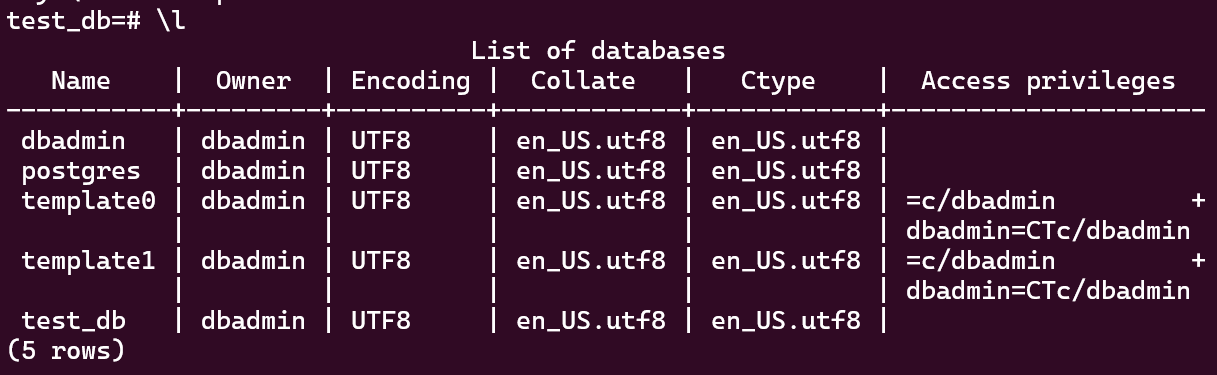 test_db=# \l
                               List of databases
   Name    |  Owner  | Encoding |  Collate   |   Ctype    |  Access privileges
-----------+---------+----------+------------+------------+---------------------
 dbadmin   | dbadmin | UTF8     | en_US.utf8 | en_US.utf8 |
 postgres  | dbadmin | UTF8     | en_US.utf8 | en_US.utf8 |
 template0 | dbadmin | UTF8     | en_US.utf8 | en_US.utf8 | =c/dbadmin         +
           |         |          |            |            | dbadmin=CTc/dbadmin
 template1 | dbadmin | UTF8     | en_US.utf8 | en_US.utf8 | =c/dbadmin         +
           |         |          |            |            | dbadmin=CTc/dbadmin
 test_db   | dbadmin | UTF8     | en_US.utf8 | en_US.utf8 |
(5 rows)